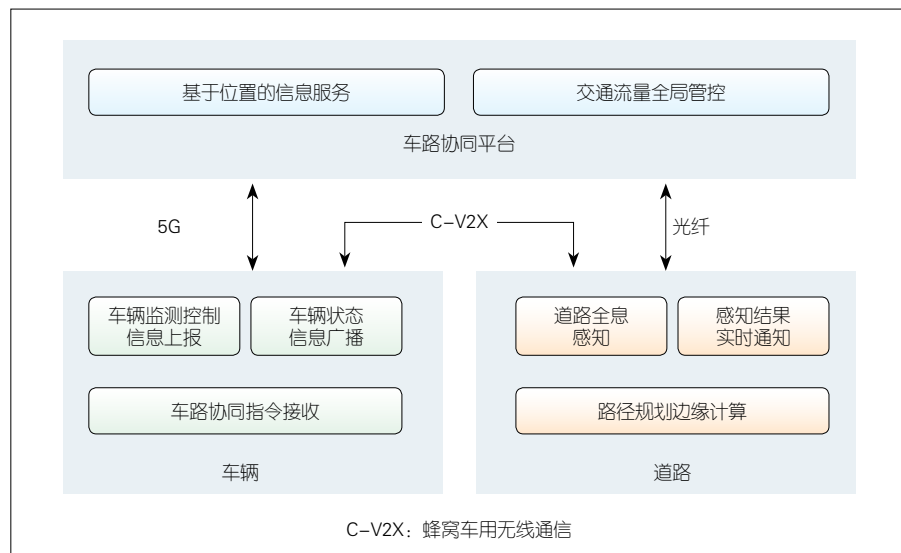 基于位置的信息服务
交通流量全局管控
车路协同平台
5G
C-V2X
光纤
车辆监测控制
信息上报
车辆状态
信息广播
道路全息
感知
感知结果
实时通知
车路协同指令接收
路径规划边缘计算
车辆
道路
C-V2X：蜂窝车用无线通信